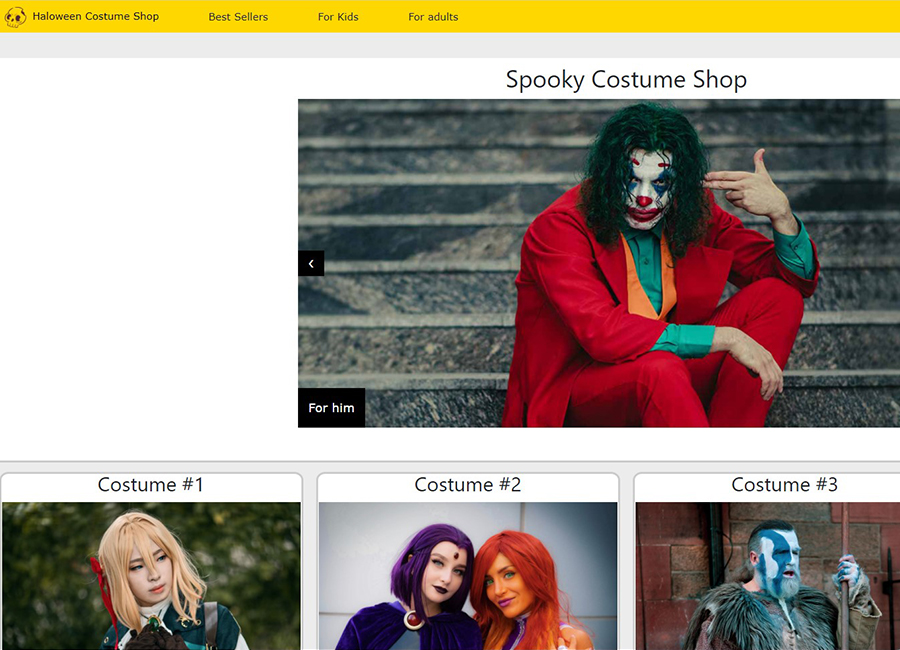 Haloween Costume Shop
Best Sellers
For Kids
For adults
Spooky Costume Shop
‹
For him
Costume #1
Costume #2
Costume #3